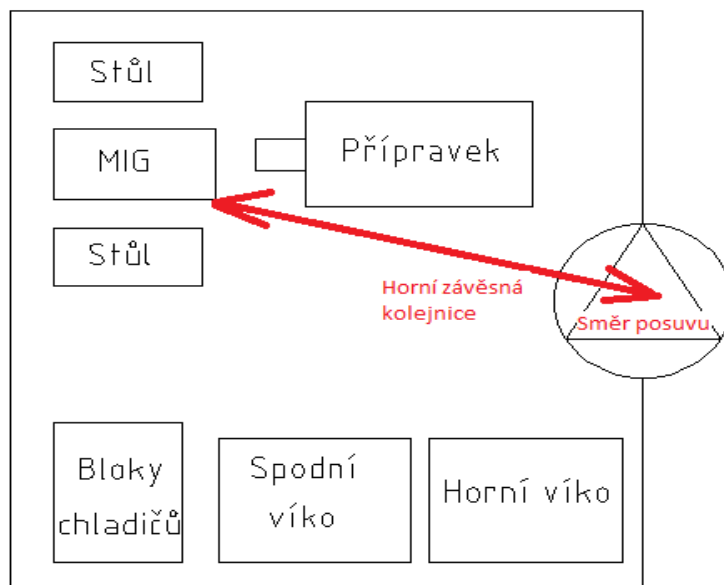 Stůl
MIG
Přípravek
Stůl
Horní závěsná
kolejnice
Směr posuvu
Bloky
chladičů
Spodní
víko
Horní víko